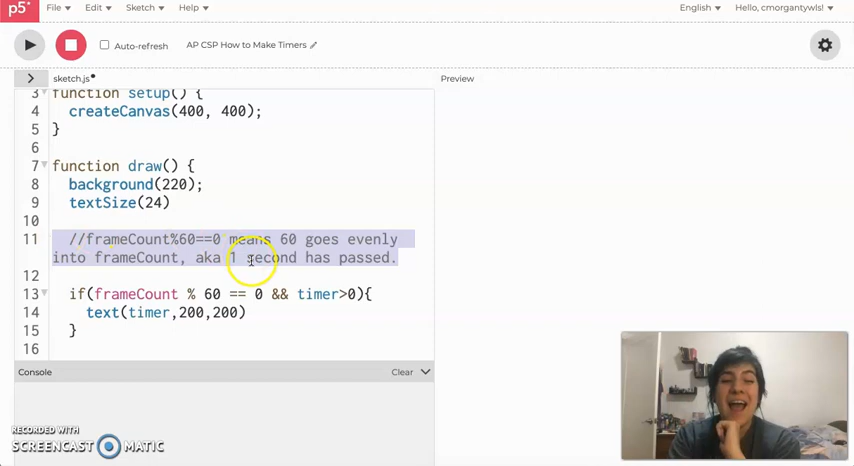 p5*
File Edit Sketch Help English Hello, cmorgantywls!
Auto-refresh AP CSP How to Make Timers
sketch.js Preview
3 function setup() {
4 createCanvas(400, 400);
5 }
6
7 function draw() {
8 background(220);
9 textSize(24)
10
11 //frameCount%60==0 means 60 goes evenly
into frameCount, aka 1 second has passed.
12
13 if(frameCount % 60 == 0 && timer>0){
14 text(timer,200,200)
15 }
16
Console Clear
RECORDED WITH
SCREENCAST MATIC